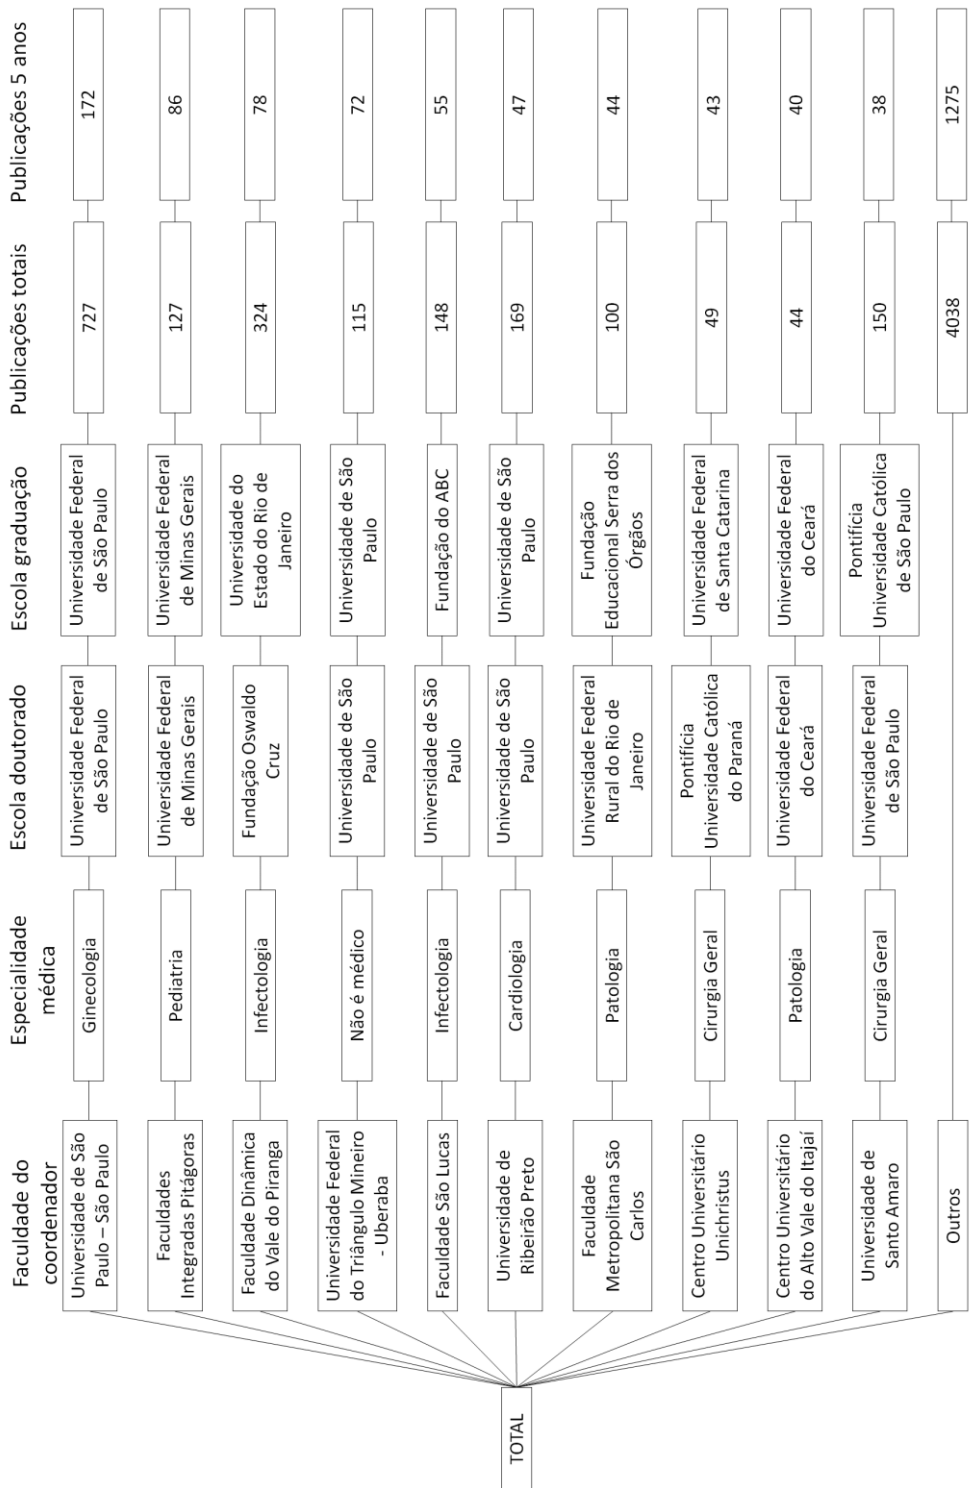 Faculdade do
coordenador
Especialidade
médica
Escola doutorado
Escola graduação
Publicações totais
Publicações 5 anos
TOTAL
Universidade de São
Paulo – São Paulo
Ginecologia
Universidade Federal
de São Paulo
Universidade Federal
de São Paulo
727
172
Faculdades
Integradas Pitágoras
Pediatria
Universidade Federal
de Minas Gerais
Universidade Federal
de Minas Gerais
127
86
Faculdade Dinâmica
do Vale do Piranga
Infectologia
Fundação Oswaldo
Cruz
Universidade do
Estado do Rio de
Janeiro
324
78
Universidade Federal
do Triângulo Mineiro
- Uberaba
Não é médico
Universidade de São
Paulo
Universidade de São
Paulo
115
72
Faculdade São Lucas
Infectologia
Universidade de São
Paulo
Fundação do ABC
148
55
Universidade de
Ribeirão Preto
Cardiologia
Universidade de São
Paulo
Universidade de São
Paulo
169
47
Faculdade
Metropolitana São
Carlos
Patologia
Universidade Federal
Rural do Rio de
Janeiro
Fundação
Educacional Serra dos
Órgãos
100
44
Centro Universitário
Unichristus
Cirurgia Geral
Pontifícia
Universidade Católica
do Paraná
Universidade Federal
de Santa Catarina
49
43
Centro Universitário
do Alto Vale do Itajaí
Patologia
Universidade Federal
do Ceará
Universidade Federal
do Ceará
44
40
Universidade de
Santo Amaro
Cirurgia Geral
Universidade Federal
de São Paulo
Pontifícia
Universidade Católica
de São Paulo
150
38
Outros
4038
1275